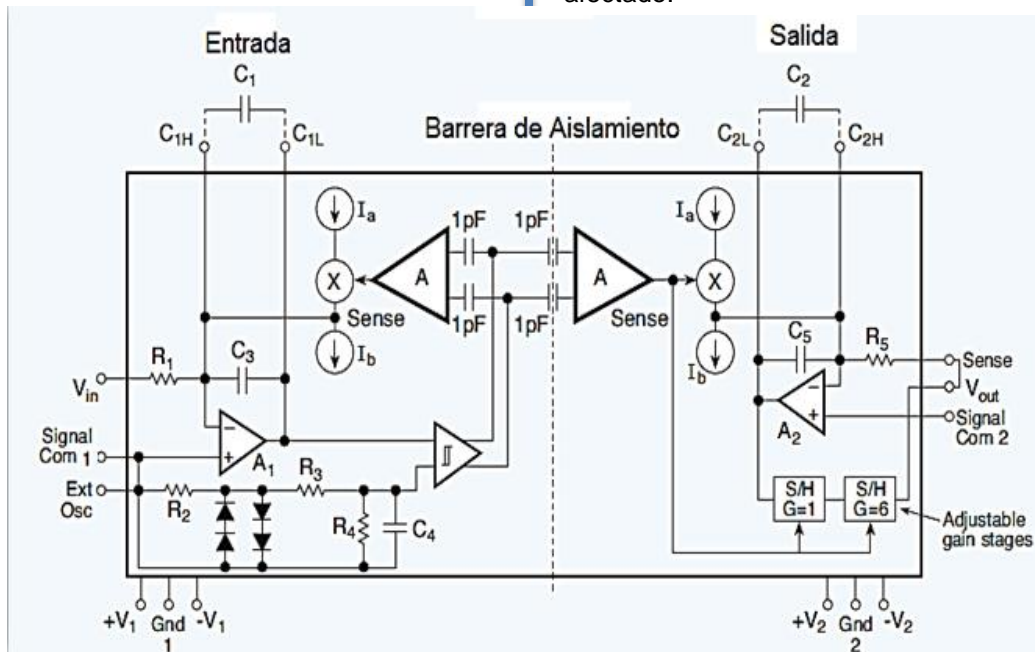 afectado.
Entrada
Salida
C1
C2
C1H
C1L
Barrera de Aislamiento
C2L
C2H
Ia
1pF
1pF
Ia
X
A
A
X
Sense
1pF
1pF
Sense
Ib
Ib
R1
C3
C5
R5
Sense
Vin
Vout
Signal
Com 1
A1
A2
Signal
Com 2
Ext
Osc
R2
R3
R4
C4
S/H
G=1
S/H
G=6
Adjustable
gain stages
+V1
Gnd
1
-V1
+V2
Gnd
2
-V2